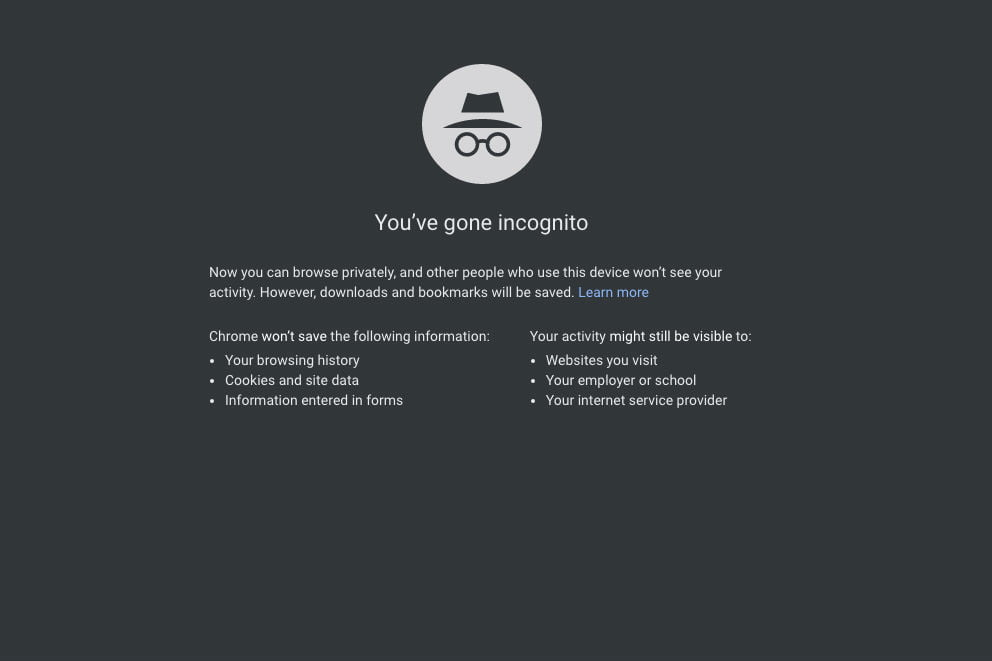 You’ve gone incognito
Now you can browse privately, and other people who use this device won’t see your
activity. However, downloads and bookmarks will be saved. Learn more
Chrome won’t save the following information:
• Your browsing history
• Cookies and site data
• Information entered in forms
Your activity might still be visible to:
• Websites you visit
• Your employer or school
• Your internet service provider